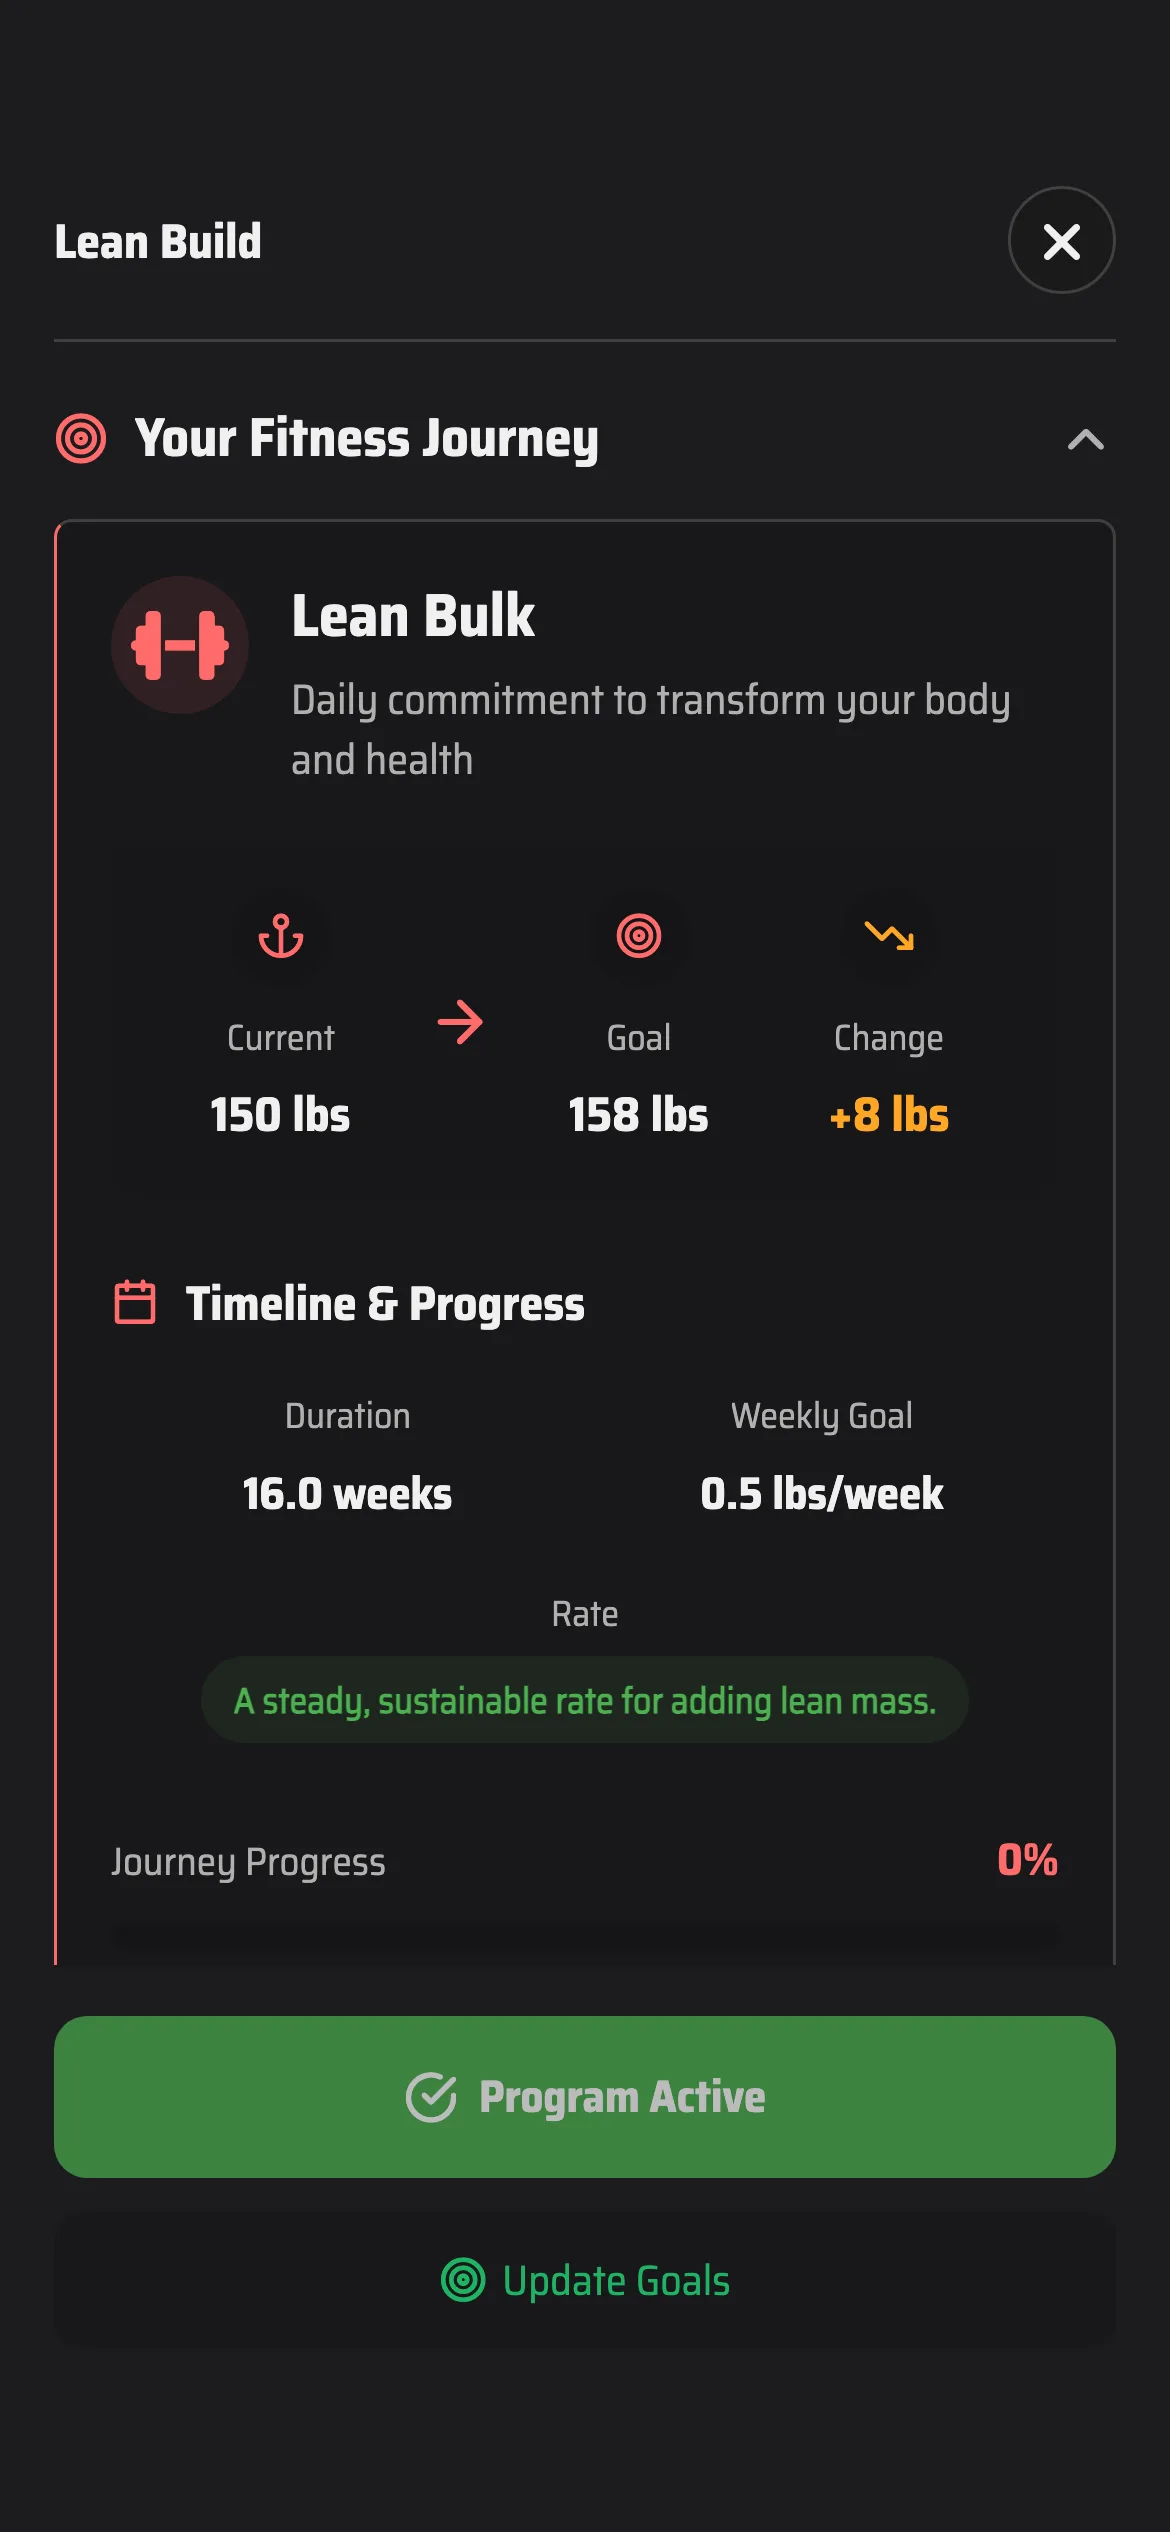 Lean Build
Your Fitness Journey
Lean Bulk
Daily commitment to transform your body
and health
Current
Goal
Change
150 lbs
158 lbs
+8 lbs
Timeline & Progress
Duration
Weekly Goal
16.0 weeks
0.5 lbs/week
Rate
A steady, sustainable rate for adding lean mass.
Journey Progress
0%
Program Active
Update Goals